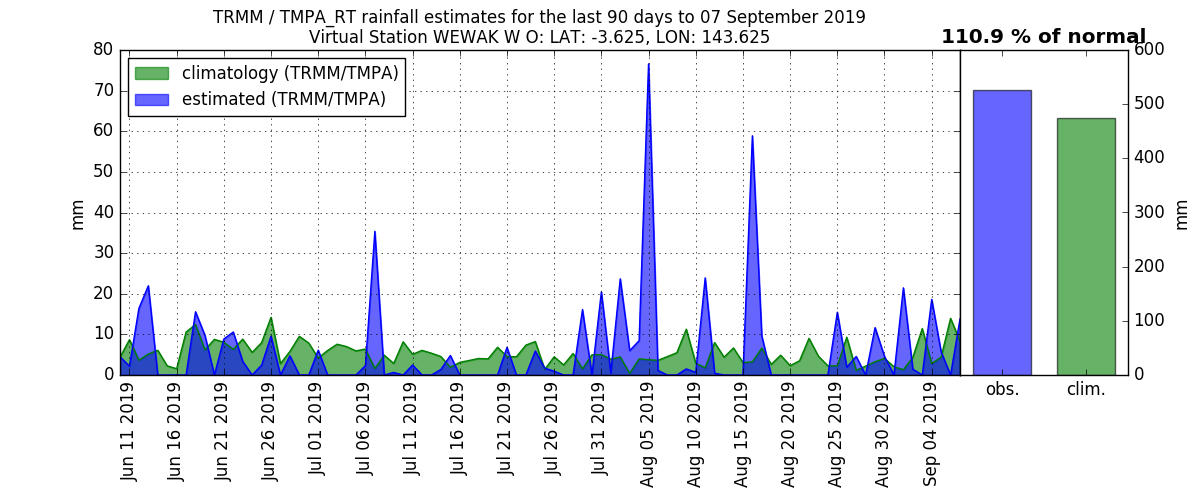 TRMM / TMPA_RT rainfall estimates for the last 90 days to 07 September 2019
Virtual Station WEWAK W O: LAT: -3.625, LON: 143.625
110.9 % of normal
climatology (TRMM/TMPA)
estimated (TRMM/TMPA)
80
70
60
50
40
30
20
10
0
mm
600
500
400
300
200
100
0
mm
obs.
clim.
Jun 11 2019
Jun 16 2019
Jun 21 2019
Jun 26 2019
Jul 01 2019
Jul 06 2019
Jul 11 2019
Jul 16 2019
Jul 21 2019
Jul 26 2019
Jul 31 2019
Aug 05 2019
Aug 10 2019
Aug 15 2019
Aug 20 2019
Aug 25 2019
Aug 30 2019
Sep 04 2019